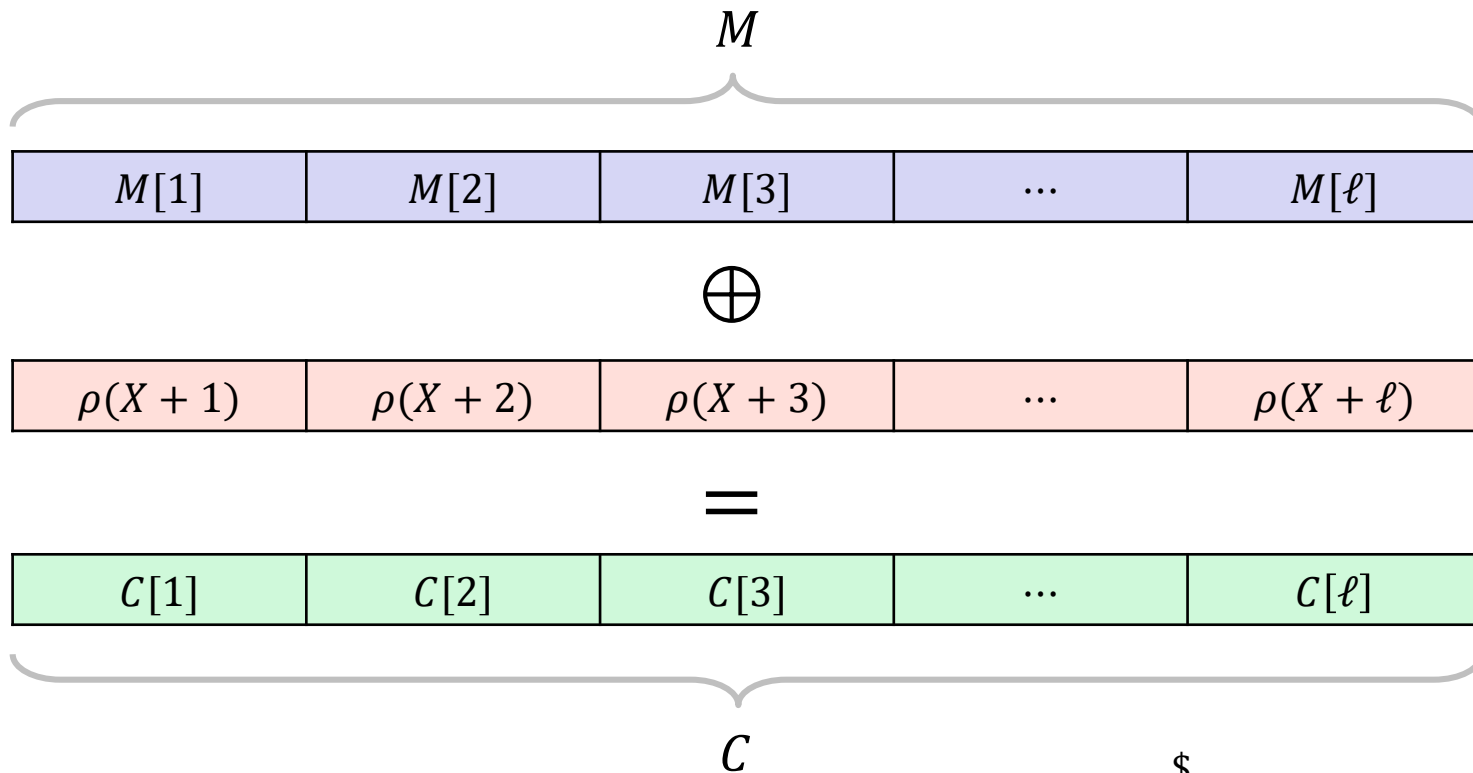 M
M[1] M[2] M[3] ⋯ M[ℓ]
⊕
ρ(X + 1) ρ(X + 2) ρ(X + 3) ⋯ ρ(X + ℓ)
=
C[1] C[2] C[3] ⋯ C[ℓ]
C
$